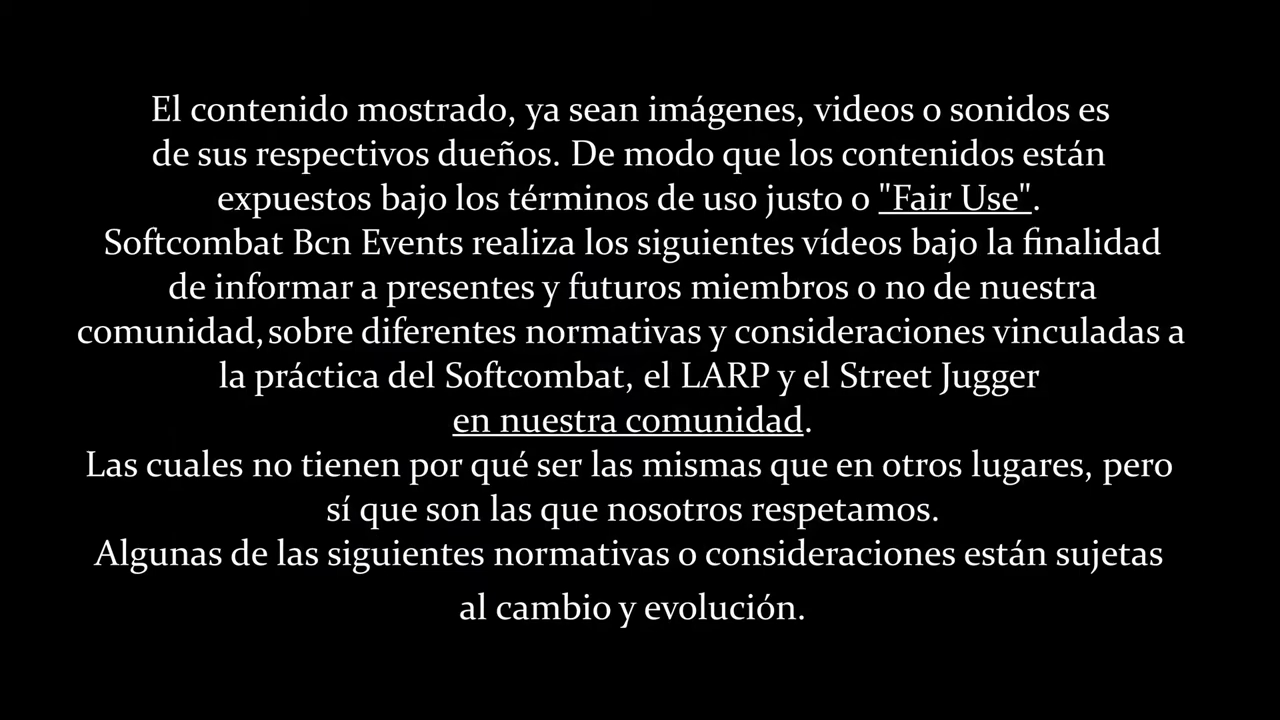 El contenido mostrado, ya sean imágenes, videos o sonidos es
de sus respectivos dueños. De modo que los contenidos están
expuestos bajo los términos de uso justo o "Fair Use".
Softcombat Bcn Events realiza los siguientes vídeos bajo la finalidad
de informar a presentes y futuros miembros o no de nuestra
comunidad, sobre diferentes normativas y consideraciones vinculadas a
la práctica del Softcombat, el LARP y el Street Jugger
en nuestra comunidad.
Las cuales no tienen por qué ser las mismas que en otros lugares, pero
sí que son las que nosotros respetamos.
Algunas de las siguientes normativas o consideraciones están sujetas
al cambio y evolución.